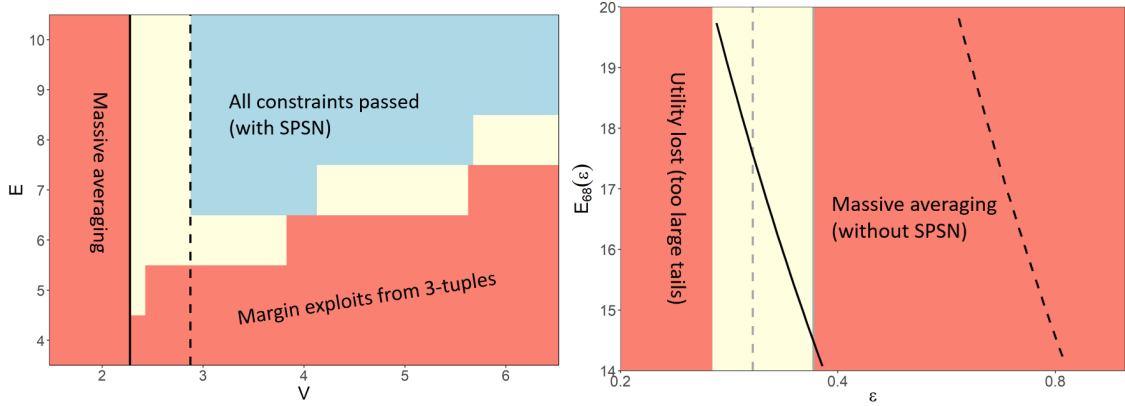 10
9
8
7
6
5
4
E
2
3
4
5
6
V
Massive averaging
All constraints passed
(with SPSN)
Margin exploits from 3-tuples
20
19
18
17
16
15
14
E68(ε)
0.2
0.4
0.8
ε
Utility lost (too large
tails)
Massive averaging
(without SPSN)